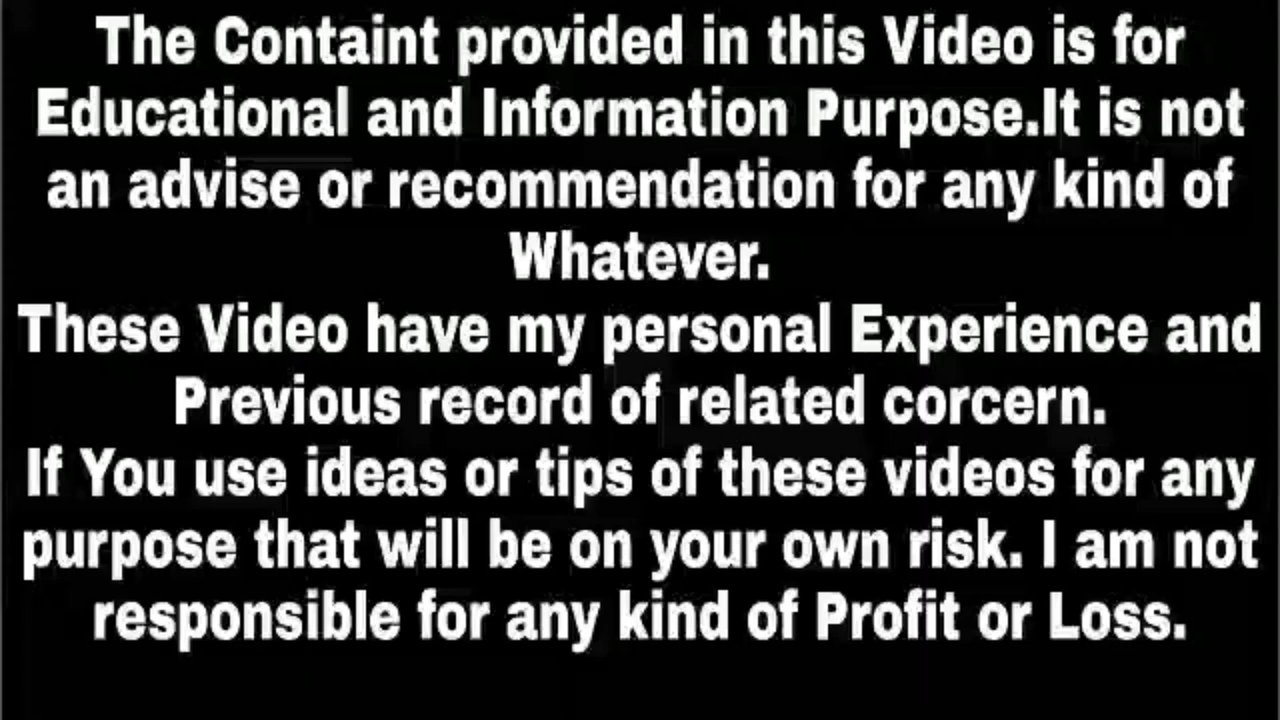 The Containt provided in this Video is for
Educational and Information Purpose.It is not
an advise or recommendation for any kind of
Whatever.
These Video have my personal Experience and
Previous record of related corcern.
If You use ideas or tips of these videos for any
purpose that will be on your own risk. I am not
responsible for any kind of Profit or Loss.